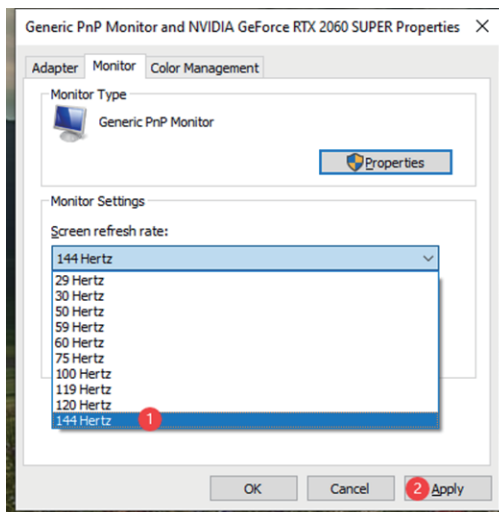 Generic PnP Monitor and NVIDIA GeForce RTX 2060 SUPER Properties
Adapter Monitor Color Management
Monitor Type
Generic PnP Monitor
Properties
Monitor Settings
Screen refresh rate:
144 Hertz
29 Hertz
30 Hertz
50 Hertz
59 Hertz
60 Hertz
75 Hertz
100 Hertz
119 Hertz
120 Hertz
144 Hertz 1
OK Cancel 2 Apply